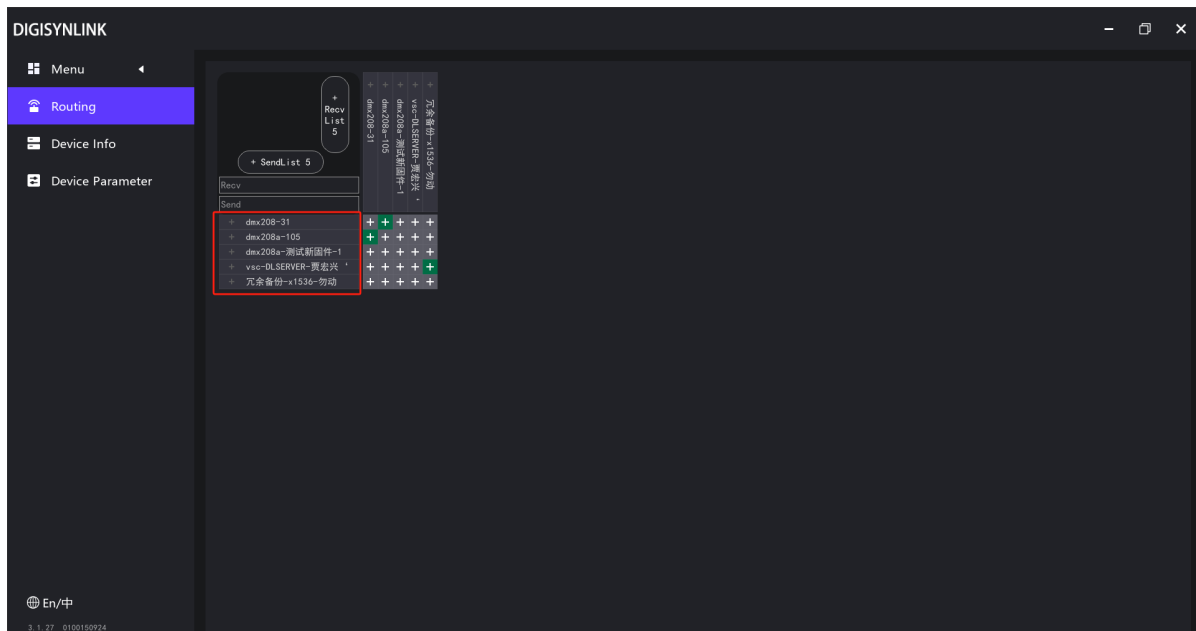 DIGISYNLINK
Menu
Routing
Device Info
Device Parameter
+
Recv
List
5
+ SendList 5
Recv
Send
+ dmx208-31
+ dmx208a-105
+ dmx208a-测试新固件-1
+ vsc-DLSERVER-贾宏兴 '
+ 冗余备份-x1536-勿动
+ dmx208-31
+ dmx208a-105
+ dmx208a-测试新固件-1
+ vsc-DLSERVER-贾宏兴 '
+ 冗余备份-x1536-勿动
En/中
3.1.27 0100150924